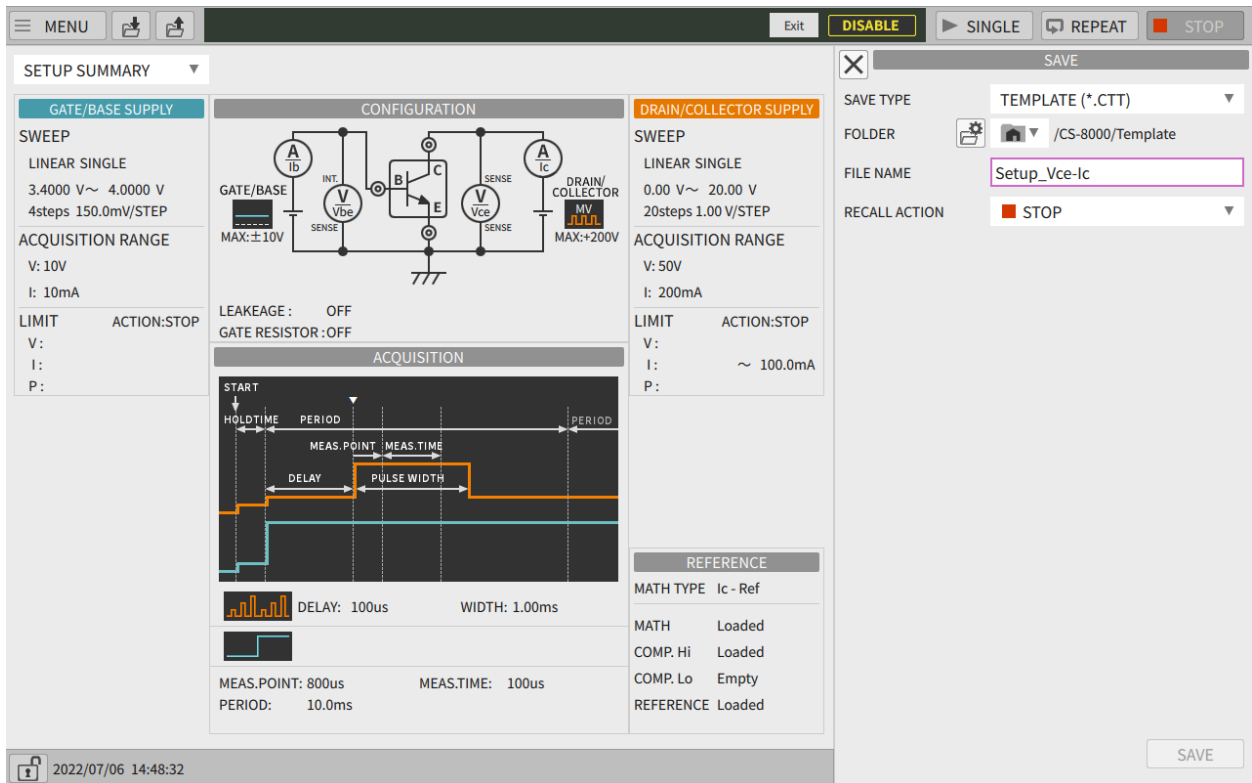 MENU
Exit
DISABLE
SINGLE
REPEAT
STOP
SETUP SUMMARY
GATE/BASE SUPPLY
SWEEP
LINEAR SINGLE
3.4000 V～ 4.0000 V
4steps 150.0mV/STEP
ACQUISITION RANGE
V: 10V
I: 10mA
LIMIT ACTION:STOP
V :
I :
P :
CONFIGURATION
A
Ib
A
Ic
GATE/BASE
INT.
V
Vbe
SENSE
B
C
E
SENSE
V
Vce
SENSE
DRAIN/
COLLECTOR
MV
MAX:±10V
MAX:+200V
LEAKEAGE : OFF
GATE RESISTOR :OFF
ACQUISITION
START
HOLDTIME PERIOD PERIOD
MEAS.POINT MEAS.TIME
DELAY PULSE WIDTH
DELAY: 100us WIDTH: 1.00ms
MEAS.POINT: 800us MEAS.TIME: 100us
PERIOD: 10.0ms
DRAIN/COLLECTOR SUPPLY
SWEEP
LINEAR SINGLE
0.00 V～ 20.00 V
20steps 1.00 V/STEP
ACQUISITION RANGE
V: 50V
I: 200mA
LIMIT ACTION:STOP
V :
I : ～ 100.0mA
P :
REFERENCE
MATH TYPE Ic - Ref
MATH Loaded
COMP. Hi Loaded
COMP. Lo Empty
REFERENCE Loaded
SAVE
SAVE TYPE TEMPLATE (*.CTT)
FOLDER /CS-8000/Template
FILE NAME Setup_Vce-Ic
RECALL ACTION STOP
SAVE
2022/07/06 14:48:32